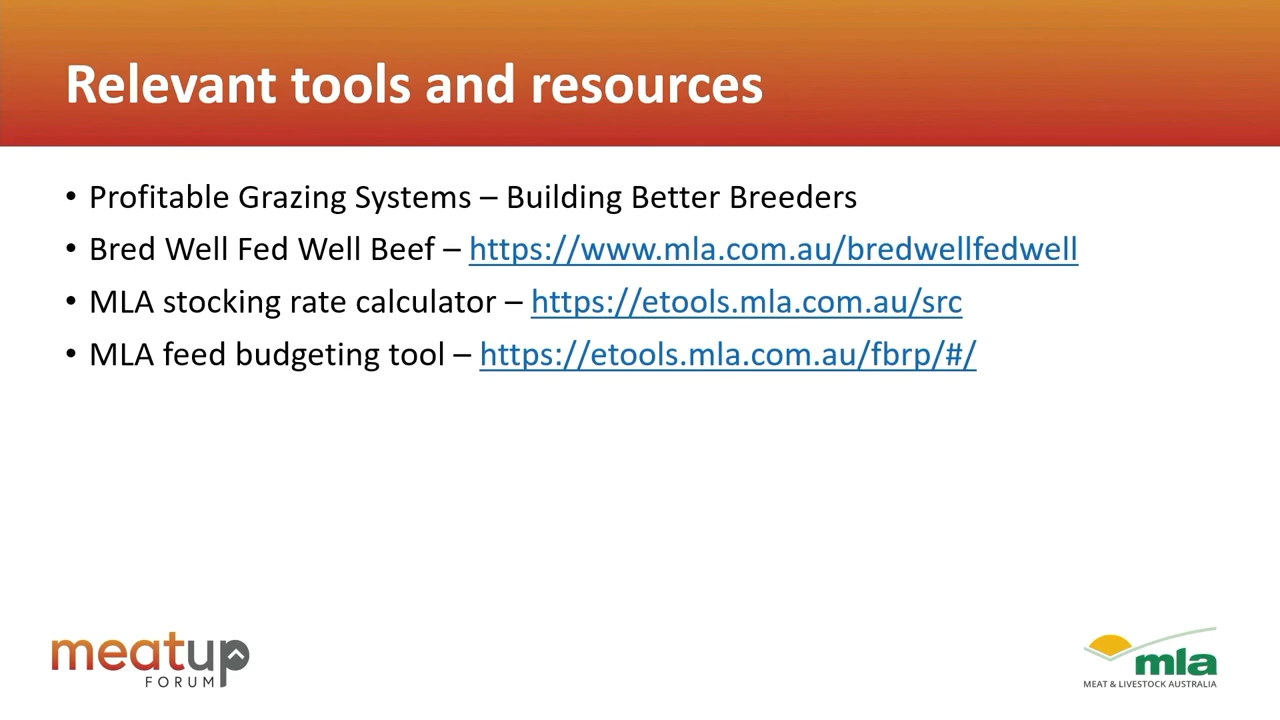 Relevant tools and resources
• Profitable Grazing Systems – Building Better Breeders
• Bred Well Fed Well Beef – https://www.mla.com.au/bredwellfedwell
• MLA stocking rate calculator – https://etools.mla.com.au/src
• MLA feed budgeting tool – https://etools.mla.com.au/fbrp/#/
meatup
FORUM
mla
MEAT & LIVESTOCK AUSTRALIA